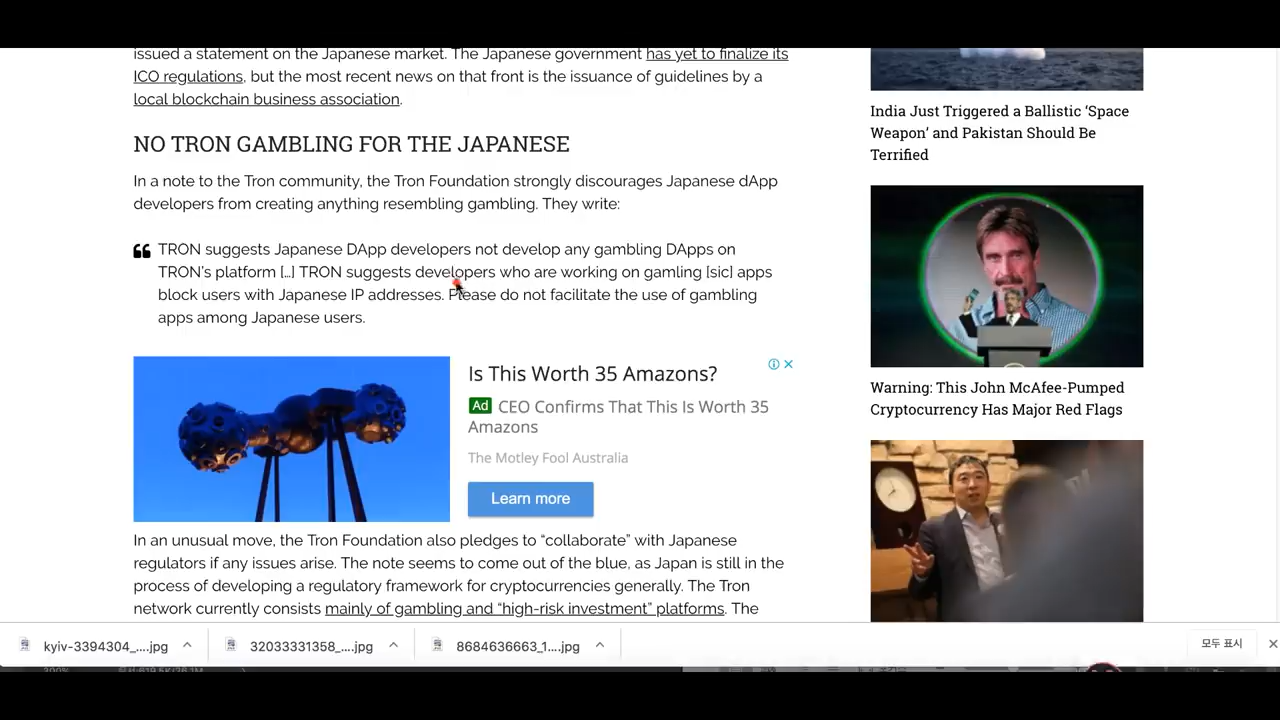 issued a statement on the Japanese market. The Japanese government has yet to finalize its
ICO regulations, but the most recent news on that front is the issuance of guidelines by a
local blockchain business association.
NO TRON GAMBLING FOR THE JAPANESE
In a note to the Tron community, the Tron Foundation strongly discourages Japanese dApp
developers from creating anything resembling gambling. They write:
TRON suggests Japanese DApp developers not develop any gambling DApps on
TRON's platform [...] TRON suggests developers who are working on gamling [sic] apps
block users with Japanese IP addresses. Please do not facilitate the use of gambling
apps among Japanese users.
Is This Worth 35 Amazons?
Ad CEO Confirms That This Is Worth 35
Amazons
The Motley Fool Australia
Learn more
In an unusual move, the Tron Foundation also pledges to “collaborate” with Japanese
regulators if any issues arise. The note seems to come out of the blue, as Japan is still in the
process of developing a regulatory framework for cryptocurrencies generally. The Tron
network currently consists mainly of gambling and “high-risk investment” platforms. The
India Just Triggered a Ballistic ‘Space
Weapon’ and Pakistan Should Be
Terrified
Warning: This John McAfee-Pumped
Cryptocurrency Has Major Red Flags
kyiv-3394304_....jpg
32033331358_....jpg
8684636663_1...jpg
모두 표시